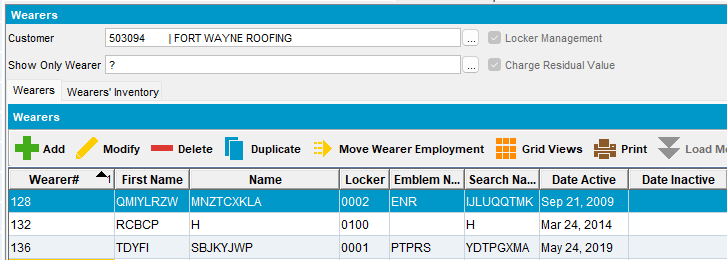 Wearers
Customer 503094 | FORT WAYNE ROOFING ... Locker Management
Show Only Wearer ? ... Charge Residual Value
Wearers Wearers' Inventory
Wearers
Add Modify Delete Duplicate Move Wearer Employment Grid Views Print Load Mo
Wearer# 1 First Name Name Locker Emblem N... Search Na... Date Active Date Inactive
128 QMIYLRZW MNZTCXKLA 0002 ENR IJLUQQTMK Sep 21, 2009
132 RCBCP H 0100 H Mar 24, 2014
136 TDYFI SBJKYJWP 0001 PTPRS YDTPGXMA May 24, 2019